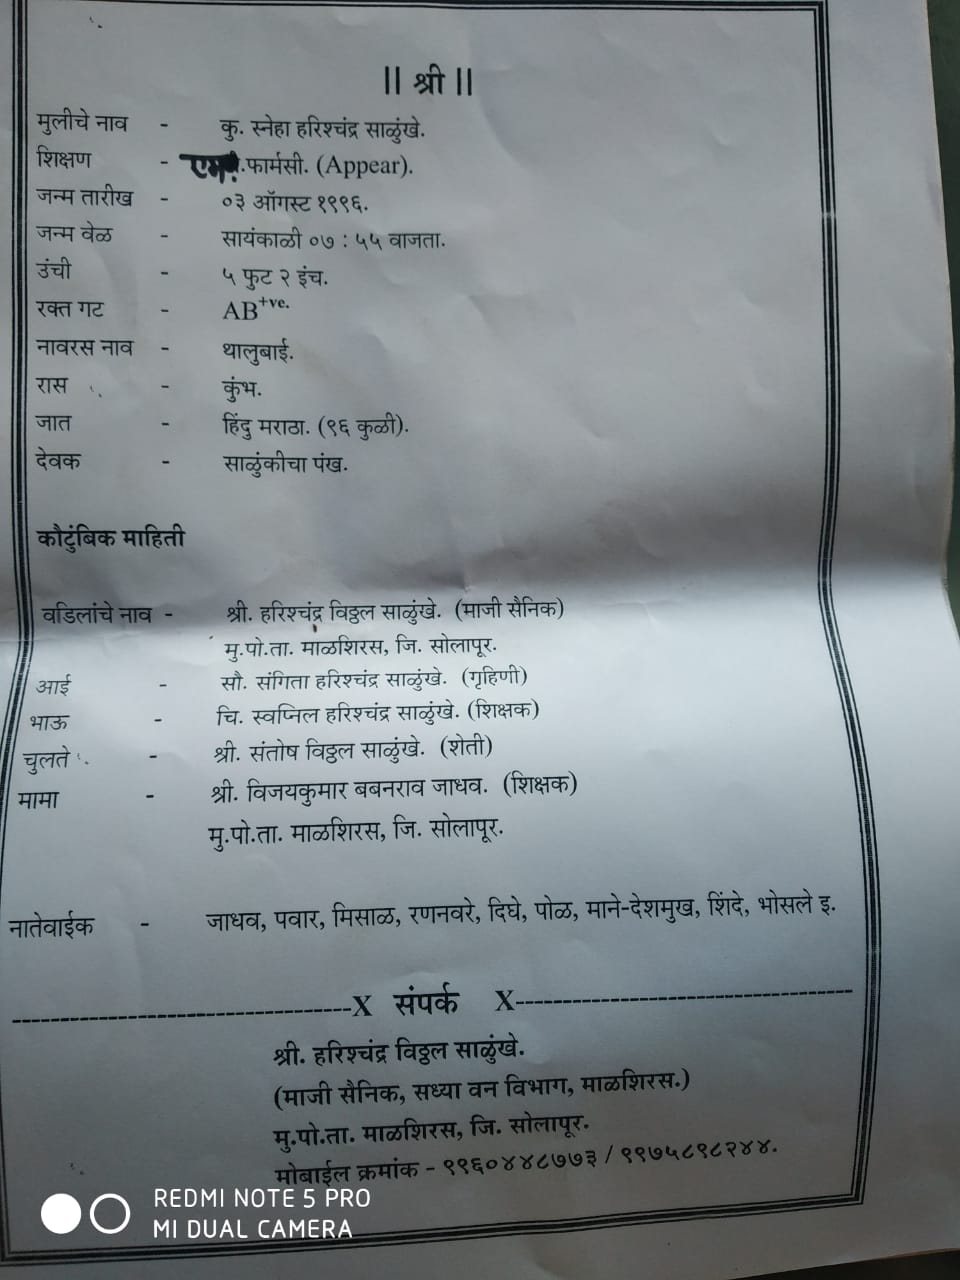 || श्री ||
मुलीचे नाव - कु. स्नेहा हरिश्चंद्र साळुंखे.
शिक्षण - एम.फार्मसी. (Appear).
जन्म तारीख - ०३ ऑगस्ट १९९६.
जन्म वेळ - सायंकाळी ०७ : ५५ वाजता.
उंची - ५ फुट २ इंच.
रक्त गट - AB+ve.
नावरस नाव - थालुबाई.
रास - कुंभ.
जात - हिंदु मराठा. (९६ कुळी).
देवक - साळुंकीचा पंख.
कौटुंबिक माहिती
वडिलांचे नाव - श्री. हरिश्चंद्र विठ्ठल साळुंखे. (माजी सैनिक)
मु.पो.ता. माळशिरस, जि. सोलापूर.
आई - सौ. संगिता हरिश्चंद्र साळुंखे. (गृहिणी)
भाऊ - चि. स्वप्निल हरिश्चंद्र साळुंखे. (शिक्षक)
चुलते - श्री. संतोष विठ्ठल साळुंखे. (शेती)
मामा - श्री. विजयकुमार बबनराव जाधव. (शिक्षक)
मु.पो.ता. माळशिरस, जि. सोलापूर.
नातेवाईक - जाधव, पवार, मिसाळ, रणनवरे, दिघे, पोळ, माने-देशमुख, शिंदे, भोसले इ.
-----------------------------------X संपर्क X-----------------------------------
श्री. हरिश्चंद्र विठ्ठल साळुंखे.
(माजी सैनिक, सध्या वन विभाग, माळशिरस.)
मु.पो.ता. माळशिरस, जि. सोलापूर.
मोबाईल क्रमांक - ९९६०४४८७७३ / ९९७५८९८२४४.
REDMI NOTE 5 PRO
MI DUAL CAMERA